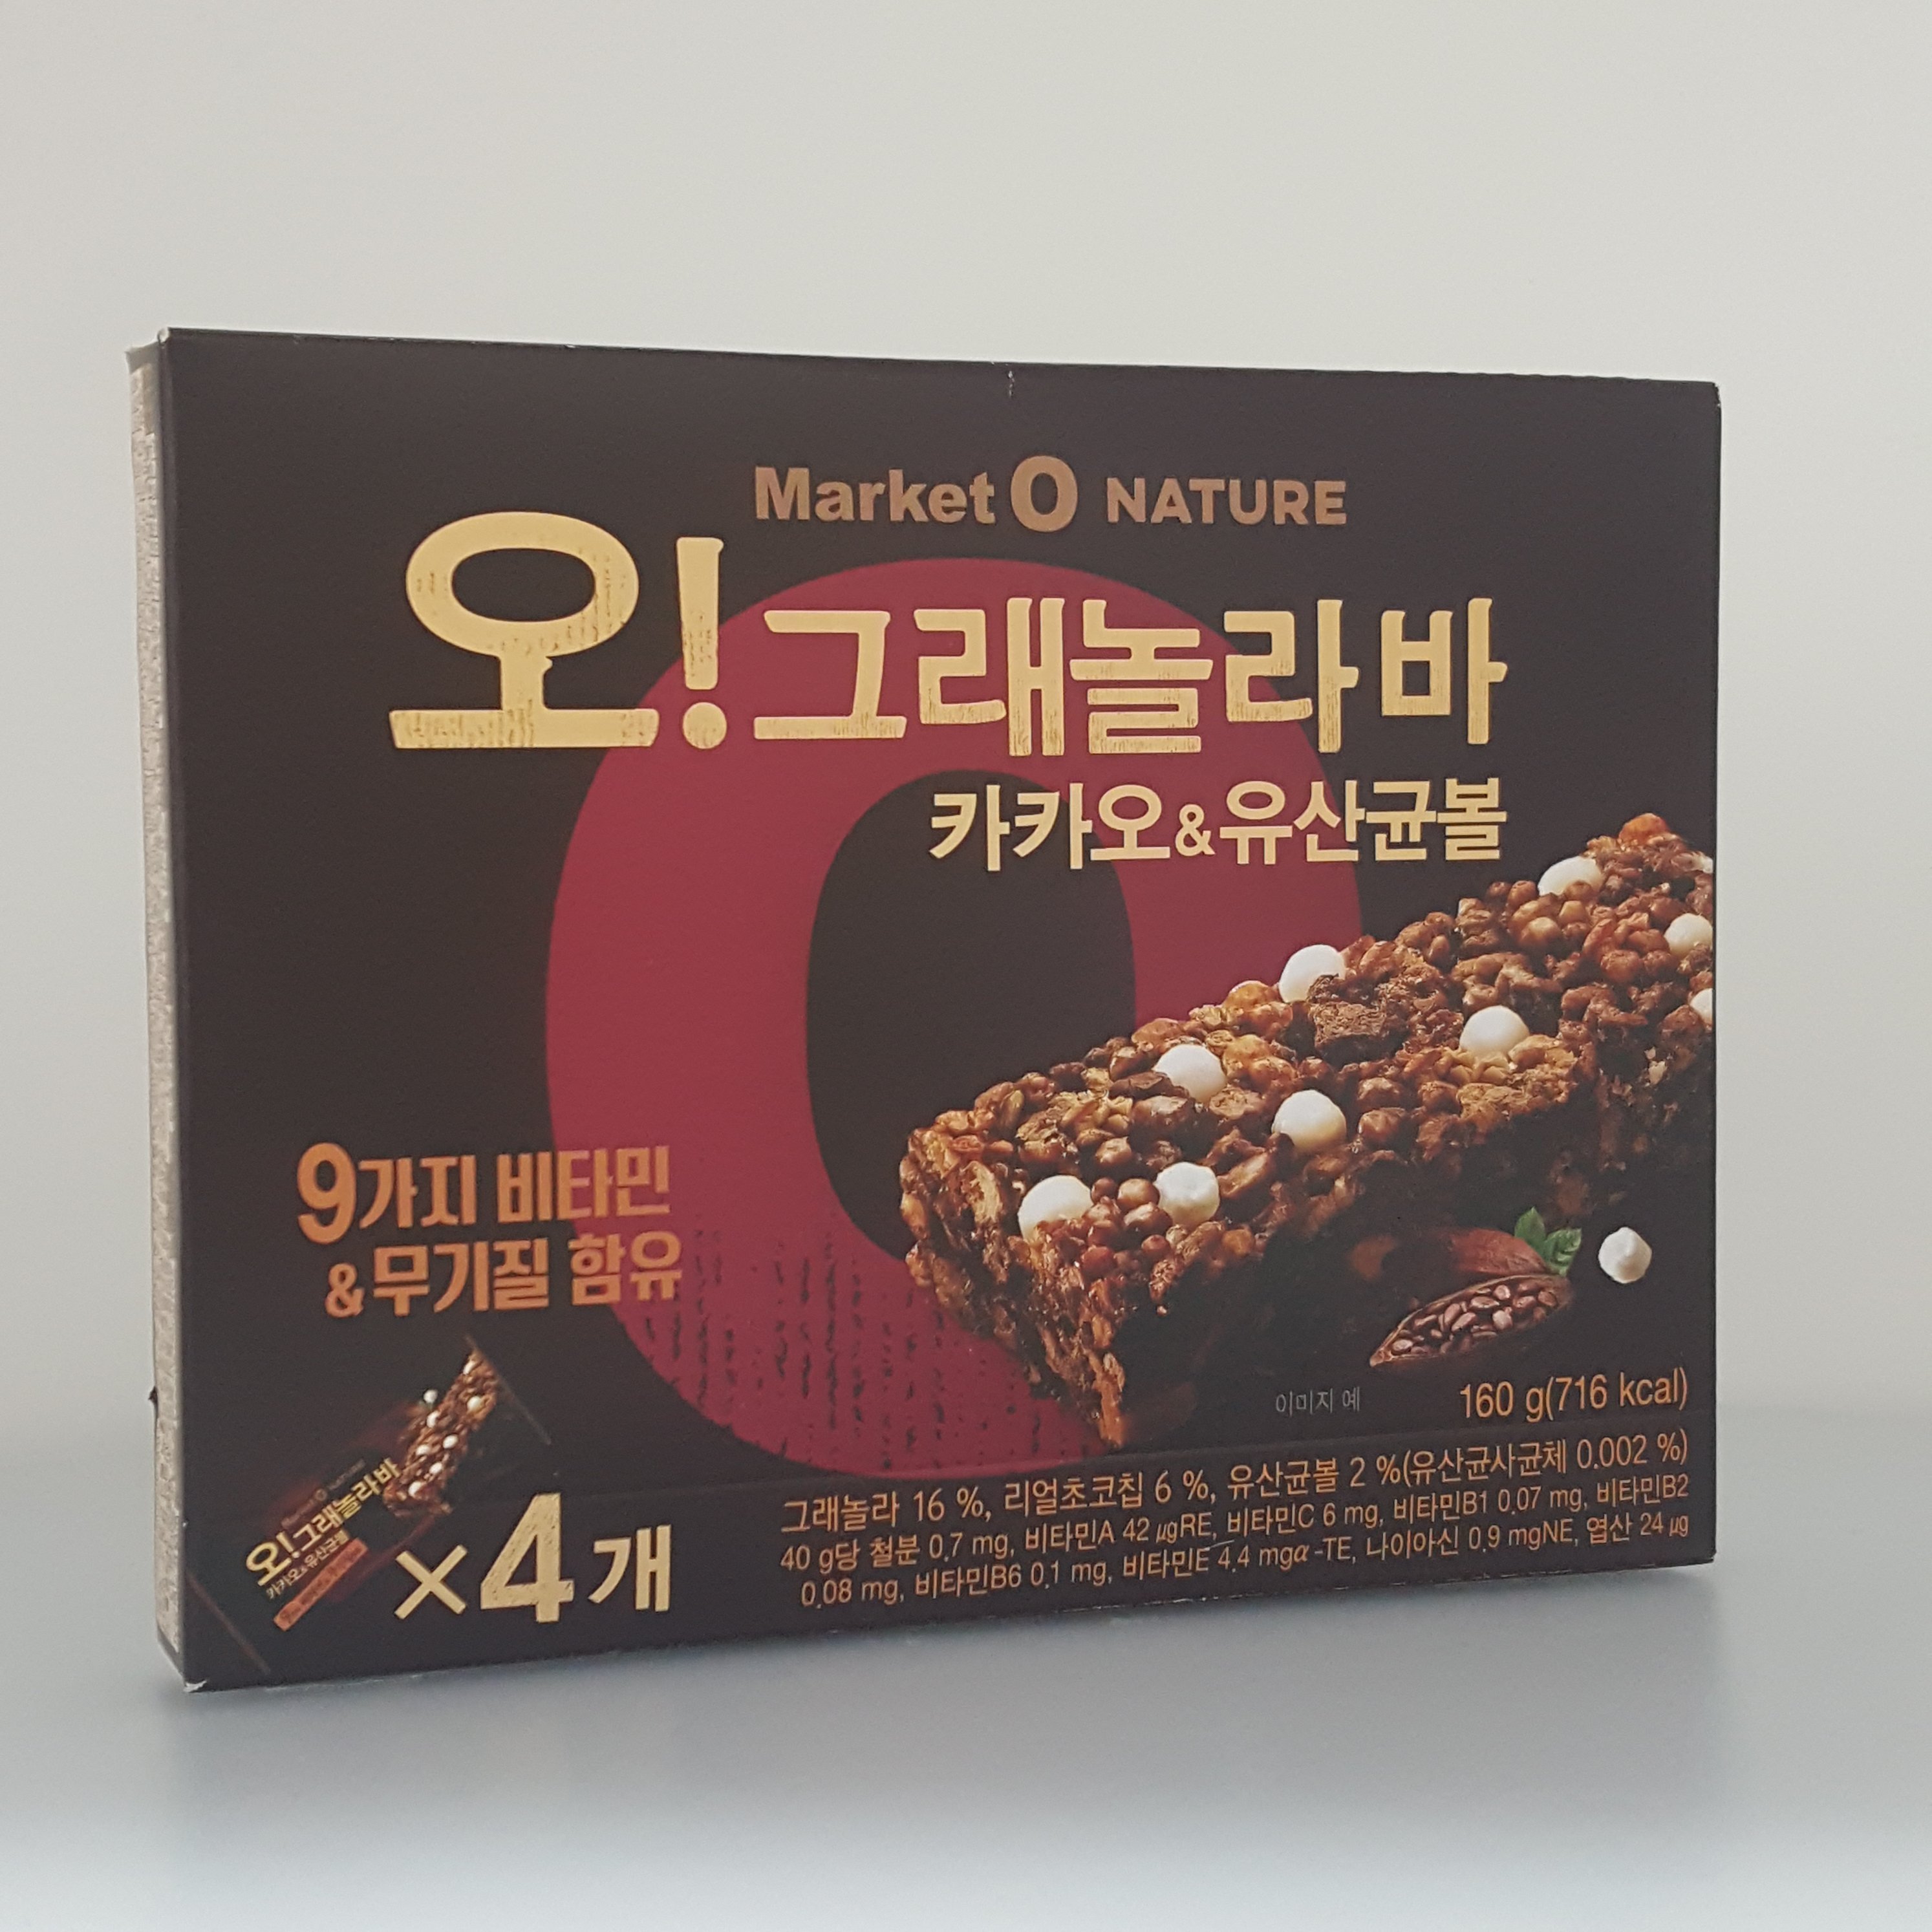 Market O NATURE
오! 그래놀라 바
카카오&유산균볼
9가지 비타민
&무기질 함유
이미지 예
160 g(716 kcal)
오! 그래놀라바
카카오&유산균볼
×4개
그래놀라 16 %, 리얼초코칩 6 %, 유산균볼 2 %(유산균사균체 0.002 %)
40 g당 철분 0.7 mg, 비타민A 42 μgRE, 비타민C 6 mg, 비타민B1 0.07 mg, 비타민B2
0.08 mg, 비타민B6 0.1 mg, 비타민E 4.4 mgα-TE, 나이아신 0.9 mgNE, 엽산 24 μg